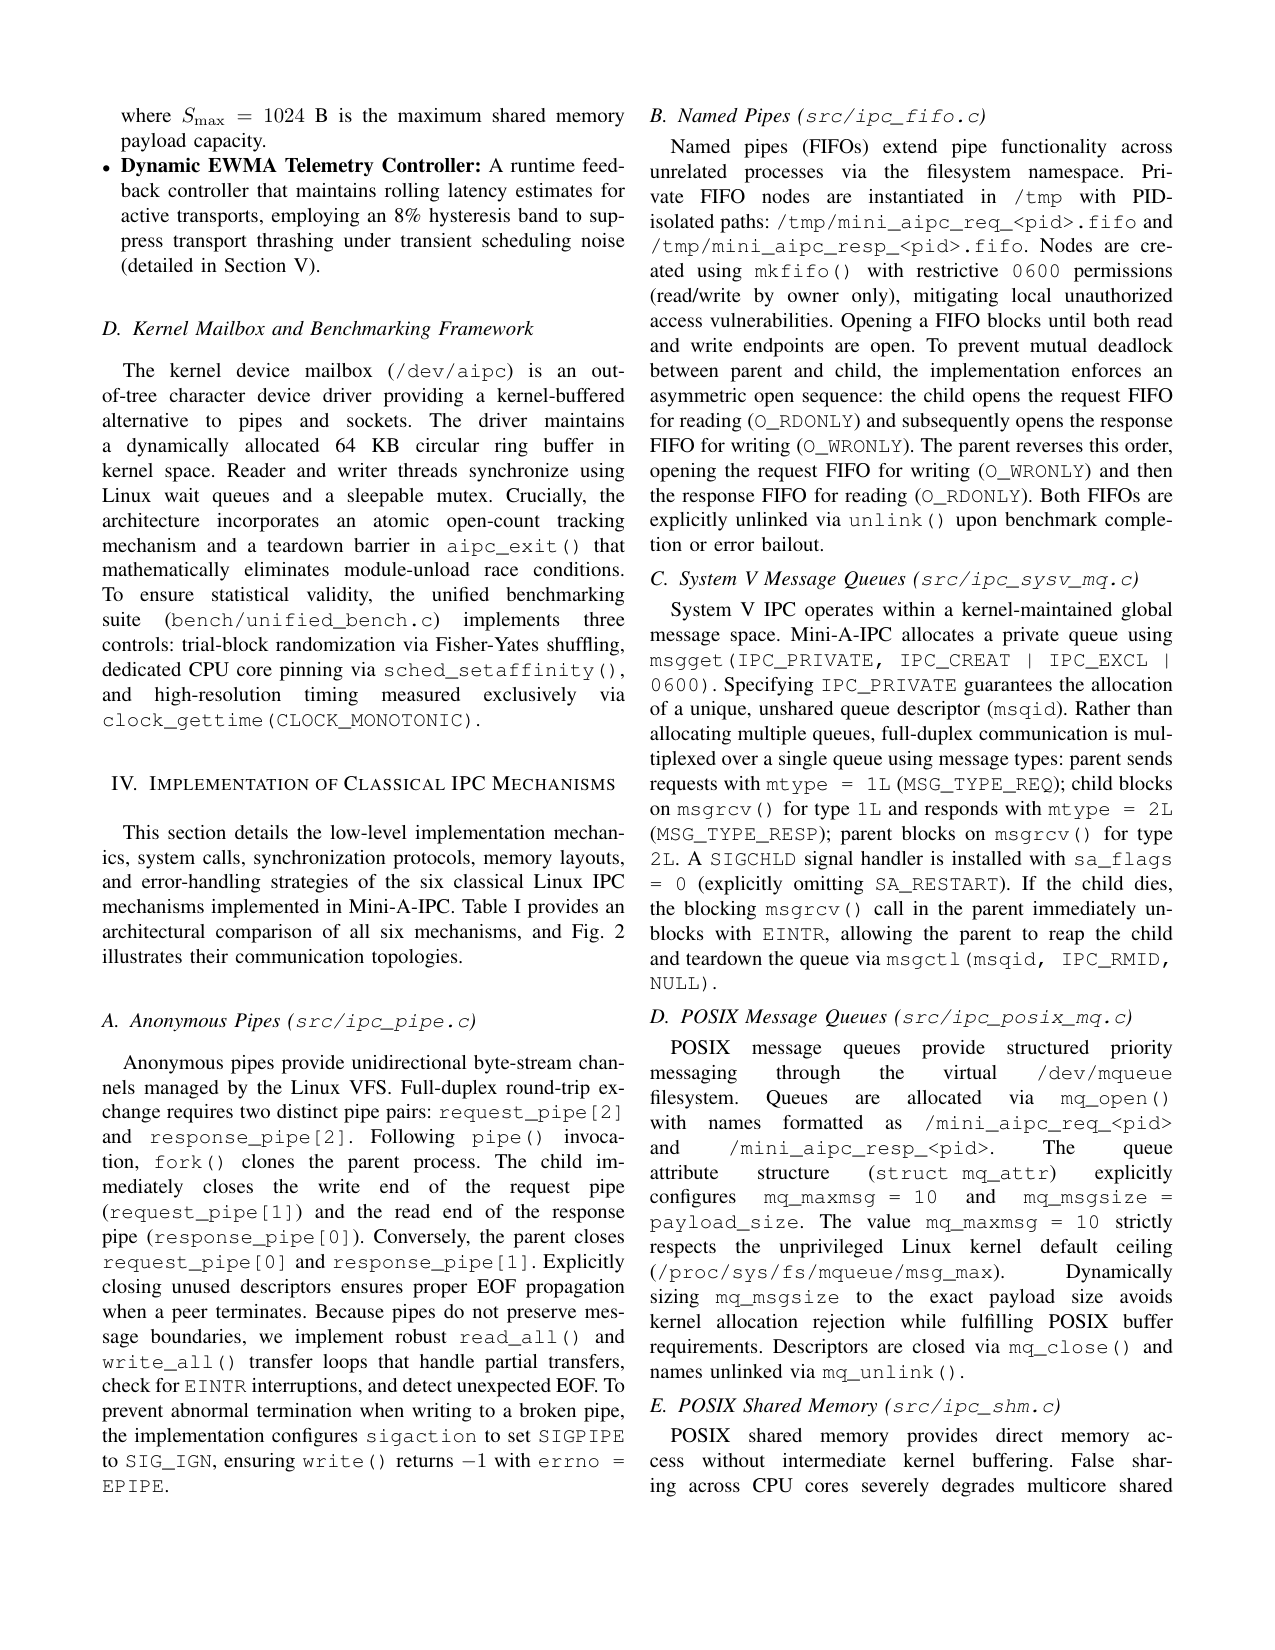 where Smax = 1024 B is the maximum shared memory
payload capacity.
• Dynamic EWMA Telemetry Controller: A runtime feed-
back controller that maintains rolling latency estimates for
active transports, employing an 8% hysteresis band to sup-
press transport thrashing under transient scheduling noise
(detailed in Section V).
D. Kernel Mailbox and Benchmarking Framework
The kernel device mailbox (/dev/aipc) is an out-
of-tree character device driver providing a kernel-buffered
alternative to pipes and sockets. The driver maintains
a dynamically allocated 64 KB circular ring buffer in
kernel space. Reader and writer threads synchronize using
Linux wait queues and a sleepable mutex. Crucially, the
architecture incorporates an atomic open-count tracking
mechanism and a teardown barrier in aipc_exit() that
mathematically eliminates module-unload race conditions.
To ensure statistical validity, the unified benchmarking
suite (bench/unified_bench.c) implements three
controls: trial-block randomization via Fisher-Yates shuffling,
dedicated CPU core pinning via sched_setaffinity(),
and high-resolution timing measured exclusively via
clock_gettime(CLOCK_MONOTONIC).
IV. IMPLEMENTATION OF CLASSICAL IPC MECHANISMS
This section details the low-level implementation mechan-
ics, system calls, synchronization protocols, memory layouts,
and error-handling strategies of the six classical Linux IPC
mechanisms implemented in Mini-A-IPC. Table I provides an
architectural comparison of all six mechanisms, and Fig. 2
illustrates their communication topologies.
A. Anonymous Pipes (src/ipc_pipe.c)
Anonymous pipes provide unidirectional byte-stream chan-
nels managed by the Linux VFS. Full-duplex round-trip ex-
change requires two distinct pipe pairs: request_pipe[2]
and response_pipe[2]. Following pipe() invoca-
tion, fork() clones the parent process. The child im-
mediately closes the write end of the request pipe
(request_pipe[1]) and the read end of the response
pipe (response_pipe[0]). Conversely, the parent closes
request_pipe[0] and response_pipe[1]. Explicitly
closing unused descriptors ensures proper EOF propagation
when a peer terminates. Because pipes do not preserve mes-
sage boundaries, we implement robust read_all() and
write_all() transfer loops that handle partial transfers,
check for EINTR interruptions, and detect unexpected EOF. To
prevent abnormal termination when writing to a broken pipe,
the implementation configures sigaction to set SIGPIPE
to SIG_IGN, ensuring write() returns −1 with errno =
EPIPE.
B. Named Pipes (src/ipc_fifo.c)
Named pipes (FIFOs) extend pipe functionality across
unrelated processes via the filesystem namespace. Pri-
vate FIFO nodes are instantiated in /tmp with PID-
isolated paths: /tmp/mini_aipc_req_<pid>.fifo and
/tmp/mini_aipc_resp_<pid>.fifo. Nodes are cre-
ated using mkfifo() with restrictive 0600 permissions
(read/write by owner only), mitigating local unauthorized
access vulnerabilities. Opening a FIFO blocks until both read
and write endpoints are open. To prevent mutual deadlock
between parent and child, the implementation enforces an
asymmetric open sequence: the child opens the request FIFO
for reading (O_RDONLY) and subsequently opens the response
FIFO for writing (O_WRONLY). The parent reverses this order,
opening the request FIFO for writing (O_WRONLY) and then
the response FIFO for reading (O_RDONLY). Both FIFOs are
explicitly unlinked via unlink() upon benchmark comple-
tion or error bailout.
C. System V Message Queues (src/ipc_sysv_mq.c)
System V IPC operates within a kernel-maintained global
message space. Mini-A-IPC allocates a private queue using
msgget(IPC_PRIVATE, IPC_CREAT | IPC_EXCL |
0600). Specifying IPC_PRIVATE guarantees the allocation
of a unique, unshared queue descriptor (msqid). Rather than
allocating multiple queues, full-duplex communication is mul-
tiplexed over a single queue using message types: parent sends
requests with mtype = 1L (MSG_TYPE_REQ); child blocks
on msgrcv() for type 1L and responds with mtype = 2L
(MSG_TYPE_RESP); parent blocks on msgrcv() for type
2L. A SIGCHLD signal handler is installed with sa_flags
= 0 (explicitly omitting SA_RESTART). If the child dies,
the blocking msgrcv() call in the parent immediately un-
blocks with EINTR, allowing the parent to reap the child
and teardown the queue via msgctl(msqid, IPC_RMID,
NULL).
D. POSIX Message Queues (src/ipc_posix_mq.c)
POSIX message queues provide structured priority
messaging through the virtual /dev/mqueue
filesystem. Queues are allocated via mq_open()
with names formatted as /mini_aipc_req_<pid>
and /mini_aipc_resp_<pid>. The queue
attribute structure (struct mq_attr) explicitly
configures mq_maxmsg = 10 and mq_msgsize =
payload_size. The value mq_maxmsg = 10 strictly
respects the unprivileged Linux kernel default ceiling
(/proc/sys/fs/mqueue/msg_max). Dynamically
sizing mq_msgsize to the exact payload size avoids
kernel allocation rejection while fulfilling POSIX buffer
requirements. Descriptors are closed via mq_close() and
names unlinked via mq_unlink().
E. POSIX Shared Memory (src/ipc_shm.c)
POSIX shared memory provides direct memory ac-
cess without intermediate kernel buffering. False shar-
ing across CPU cores severely degrades multicore shared